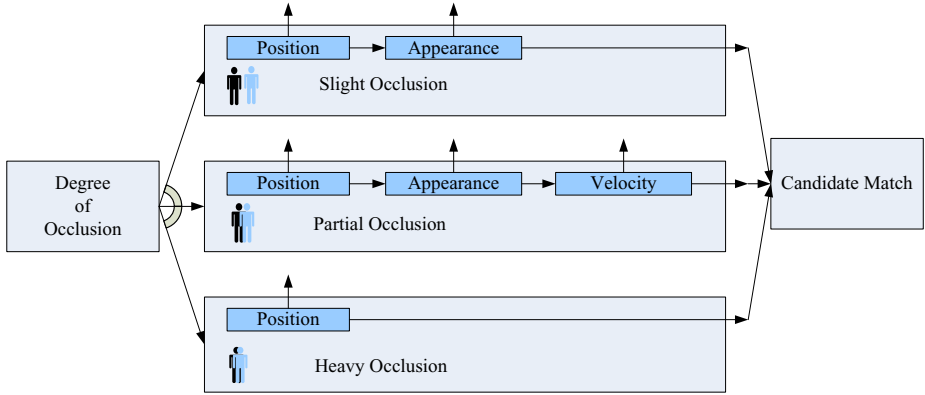 Position
Appearance
Slight Occlusion
Degree
of
Occlusion
Position
Appearance
Velocity
Partial Occlusion
Candidate Match
Position
Heavy Occlusion